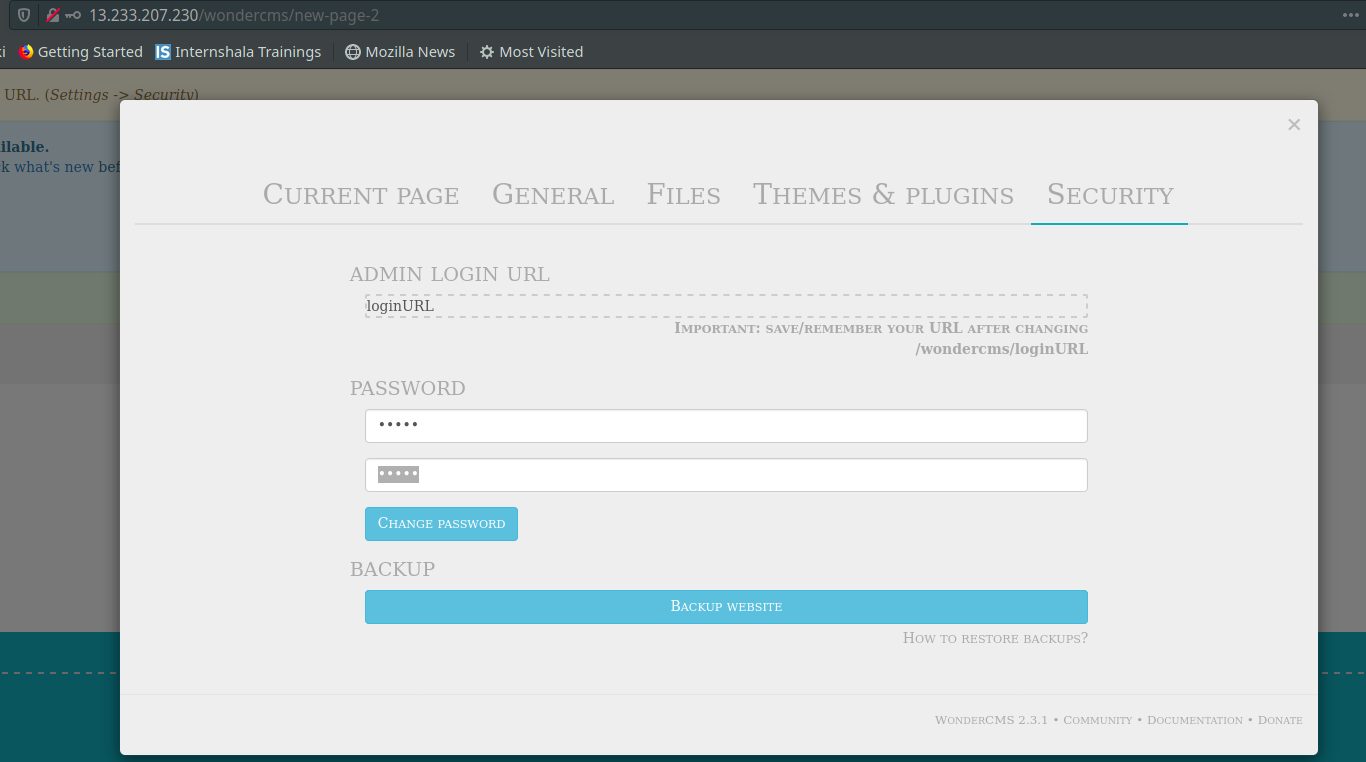 13.233.207.230/wondercms/new-page-2
ki Getting Started Internshala Trainings Mozilla News Most Visited
URL. (Settings -> Security)
ilable.
k what's new bef
×
Current page General Files Themes & plugins Security
ADMIN LOGIN URL
loginURL
Important: save/remember your URL after changing
/wondercms/loginURL
PASSWORD
•••••
•••••
Change password
BACKUP
Backup website
How to restore backups?
WonderCMS 2.3.1 • Community • Documentation • Donate